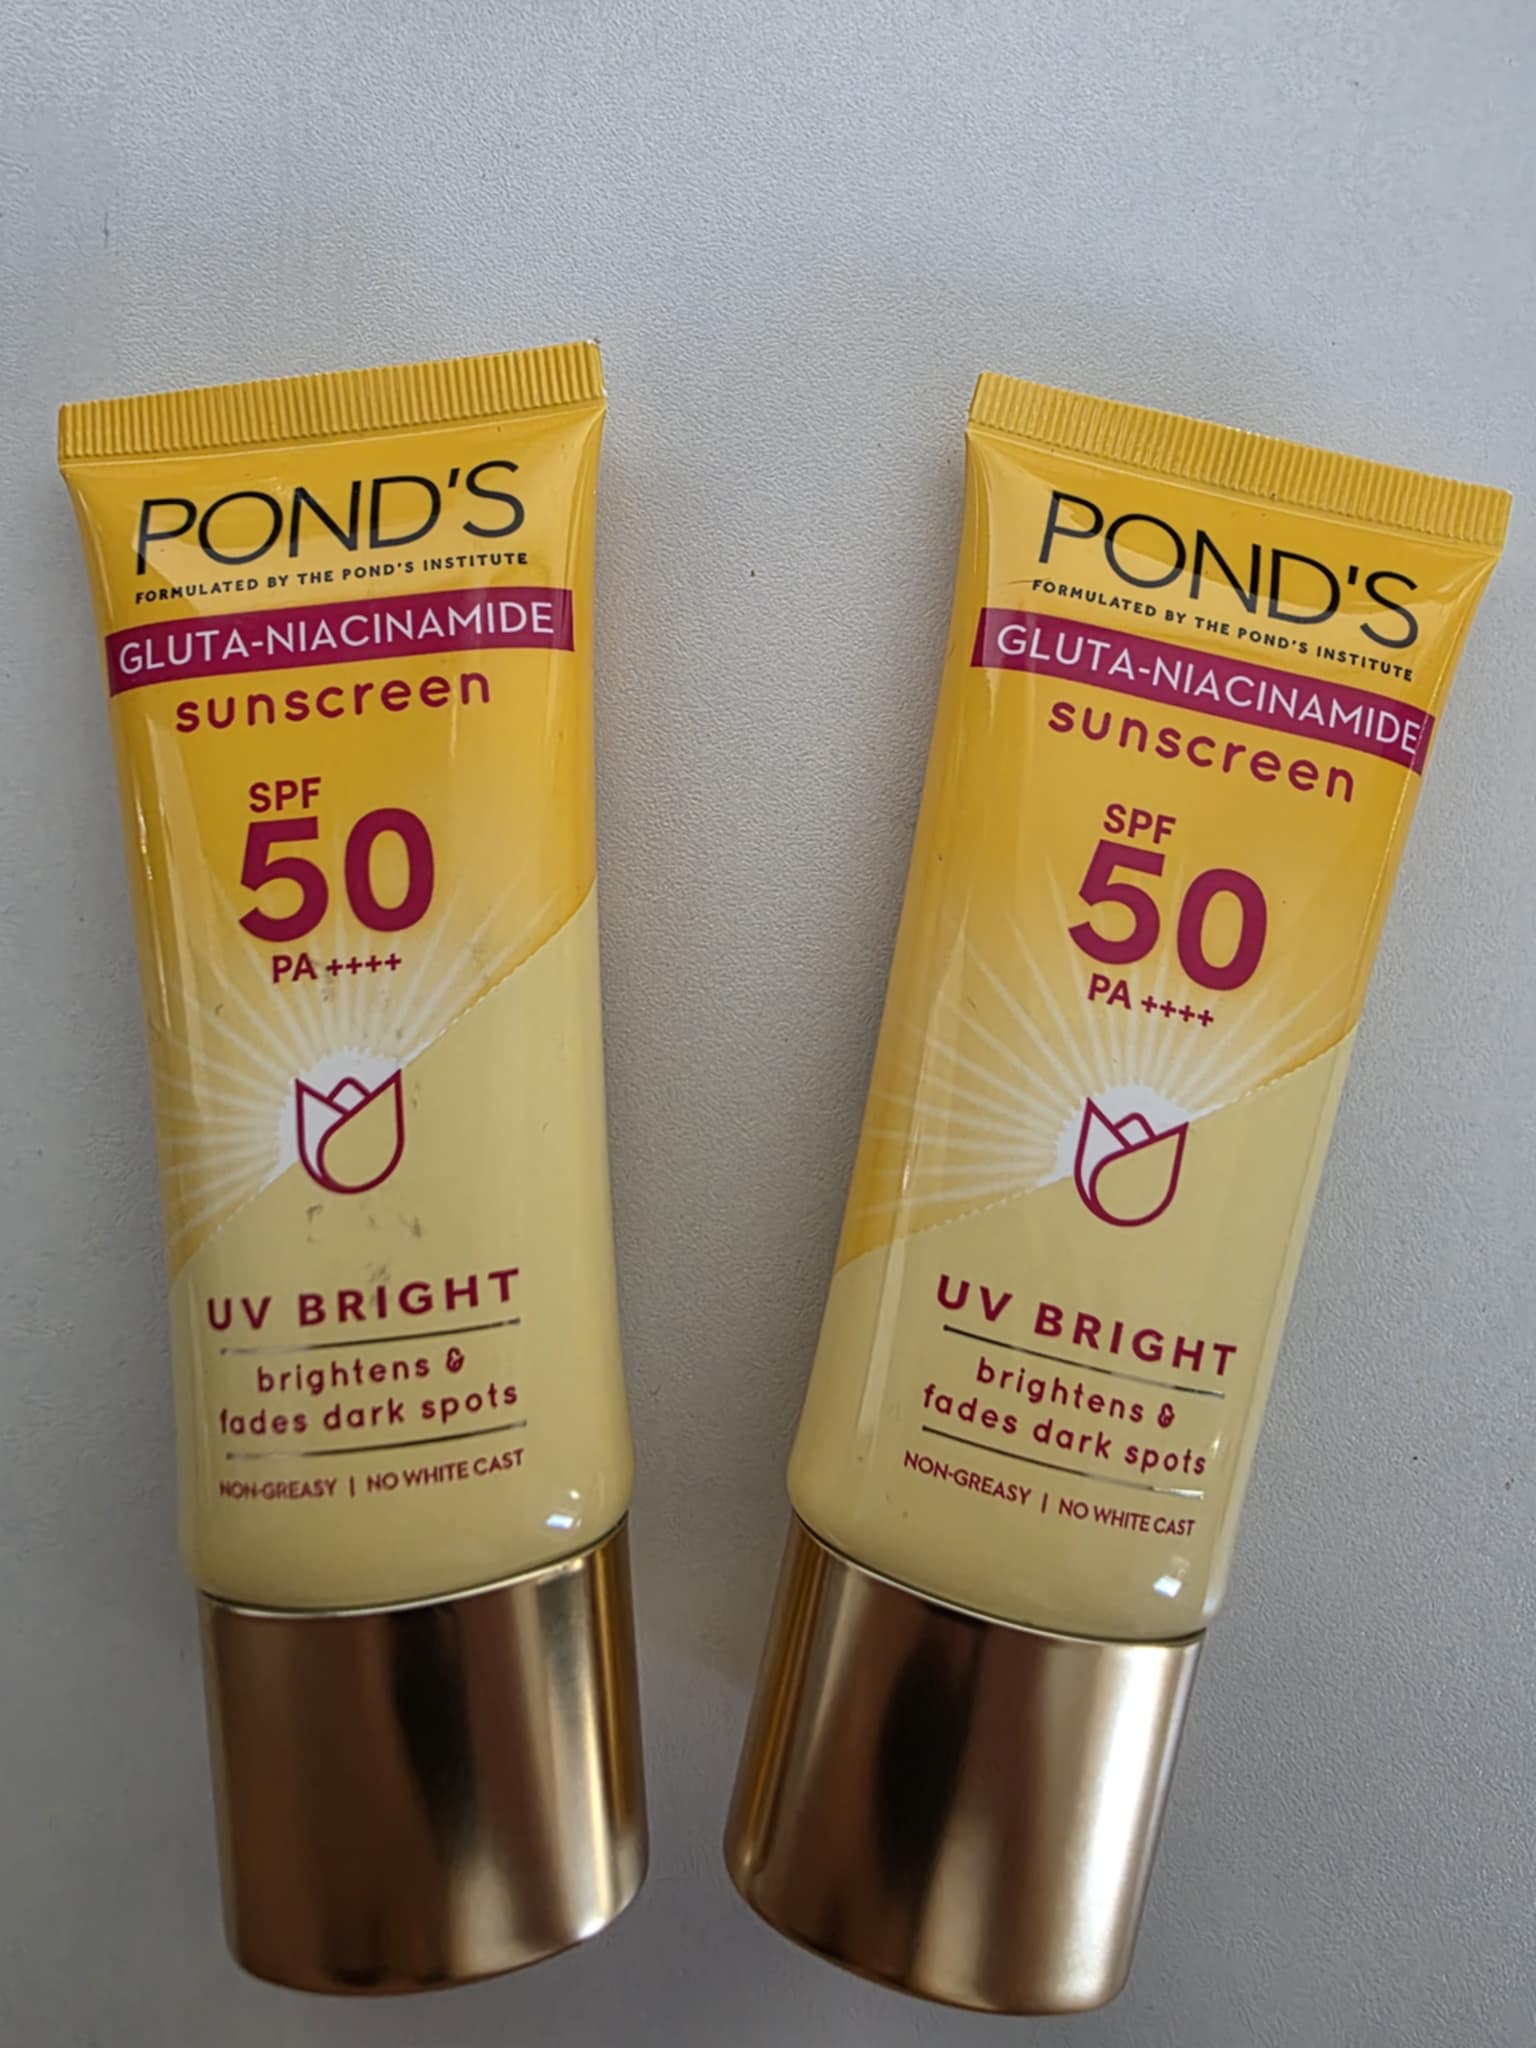 POND'S
FORMULATED BY THE POND'S INSTITUTE
GLUTA-NIACINAMIDE
sunscreen
SPF
50
PA ++++
UV BRIGHT
brightens &
fades dark spots
NON-GREASY | NO WHITE CAST
POND'S
FORMULATED BY THE POND'S INSTITUTE
GLUTA-NIACINAMIDE
sunscreen
SPF
50
PA ++++
UV BRIGHT
brightens &
fades dark spots
NON-GREASY | NO WHITE CAST